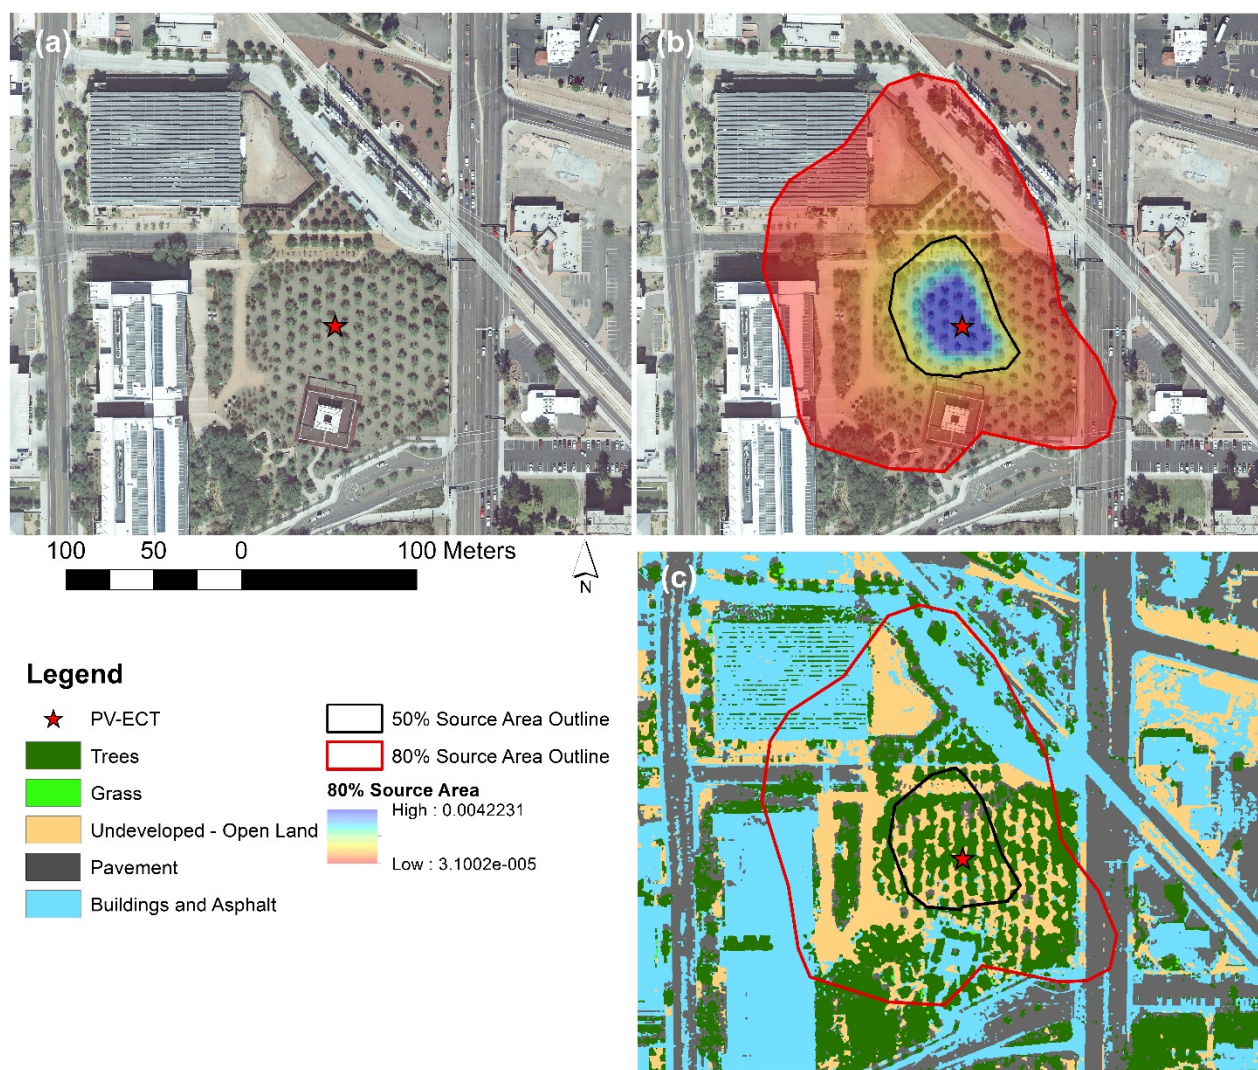 (a)
(b)
)
100 50 0 100 Meters
N
(c)
Legend
PV-ECT
Trees
Grass
Undeveloped - Open Land
Pavement
Buildings and Asphalt
50% Source Area Outline
80% Source Area Outline
80% Source Area
High : 0.0042231
Low : 3.1002e-005